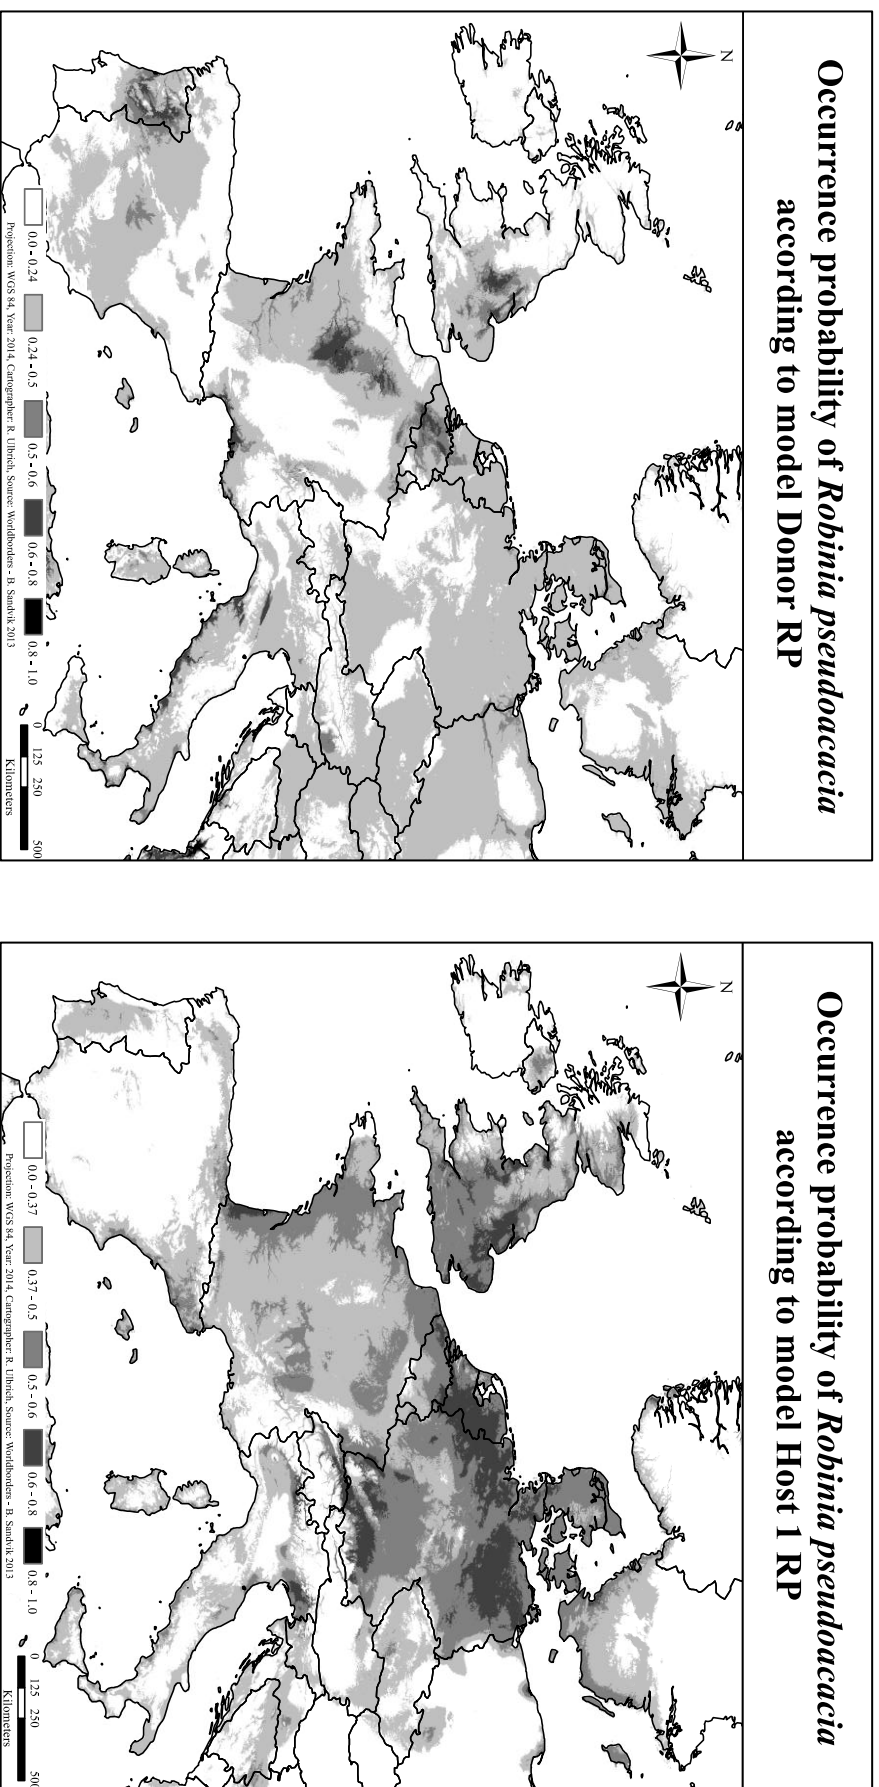 Occurrence probability of Robinia pseudoacacia
according to model Donor RP
N
0.0 - 0.24
0.24 - 0.5
0.5 - 0.6
0.6 - 0.8
0.8 - 1.0
0 125 250 500
Kilometers
Projection: WGS 84, Year: 2014, Cartographer: R. Ulbrich, Source: Worldborders - B. Sandvik 2013
Occurrence probability of Robinia pseudoacacia
according to model Host 1 RP
N
0.0 - 0.37
0.37 - 0.5
0.5 - 0.6
0.6 - 0.8
0.8 - 1.0
0 125 250 500
Kilometers
Projection: WGS 84, Year: 2014, Cartographer: R. Ulbrich, Source: Worldborders - B. Sandvik 2013